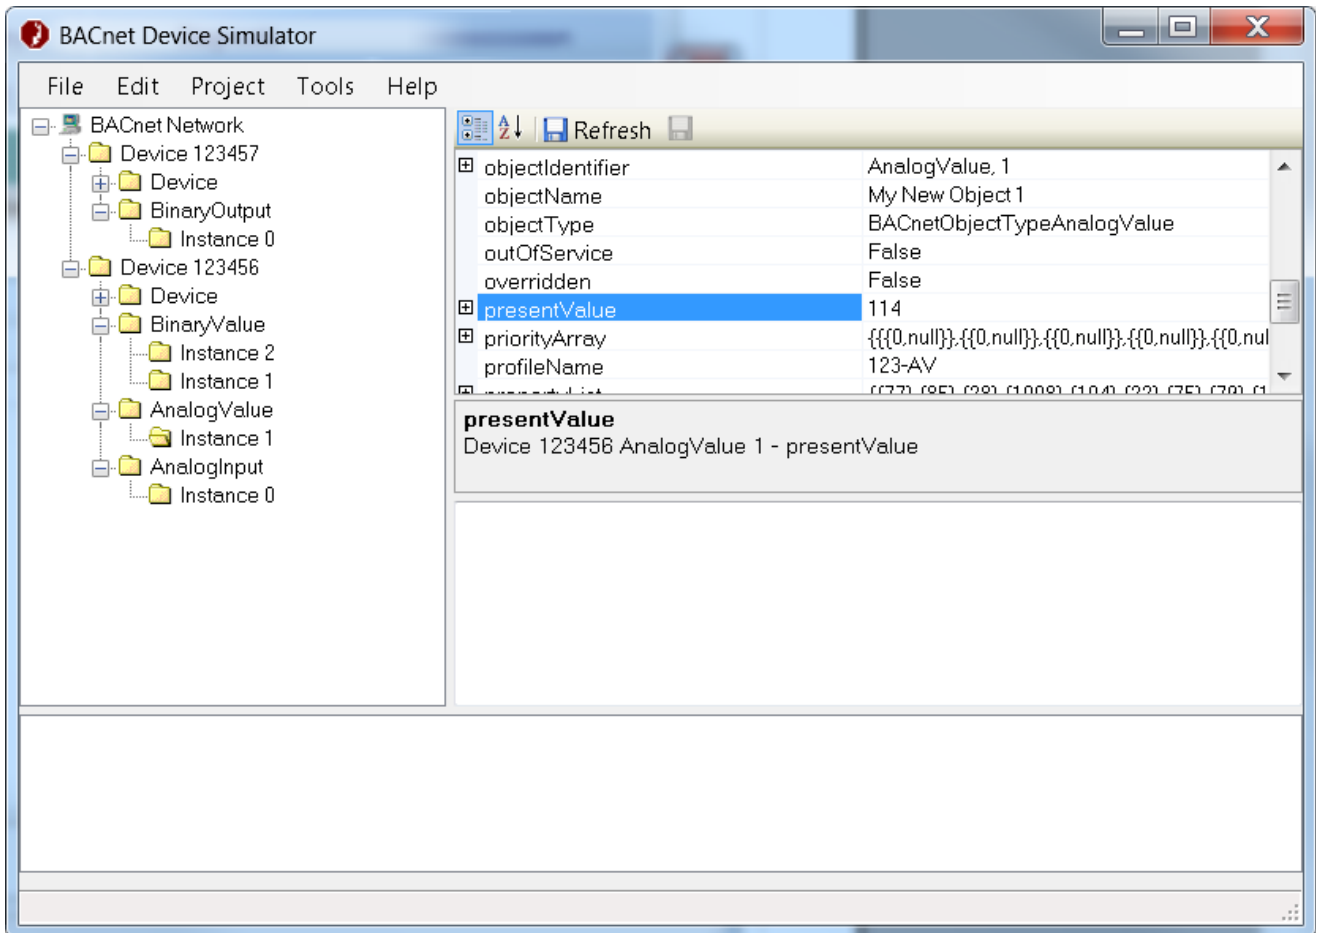 BACnet Device Simulator
File Edit Project Tools Help
BACnet Network
Device 123457
Device
BinaryOutput
Instance 0
Device 123456
Device
BinaryValue
Instance 2
Instance 1
AnalogValue
Instance 1
AnalogInput
Instance 0
Refresh
objectIdentifier AnalogValue, 1
objectName My New Object 1
objectType BACnetObjectTypeAnalogValue
outOfService False
overridden False
presentValue 114
priorityArray {{{0,null}},{{0,null}},{{0,null}},{{0,null}},{{0,nul
profileName 123-AV
presentValue
Device 123456 AnalogValue 1 - presentValue